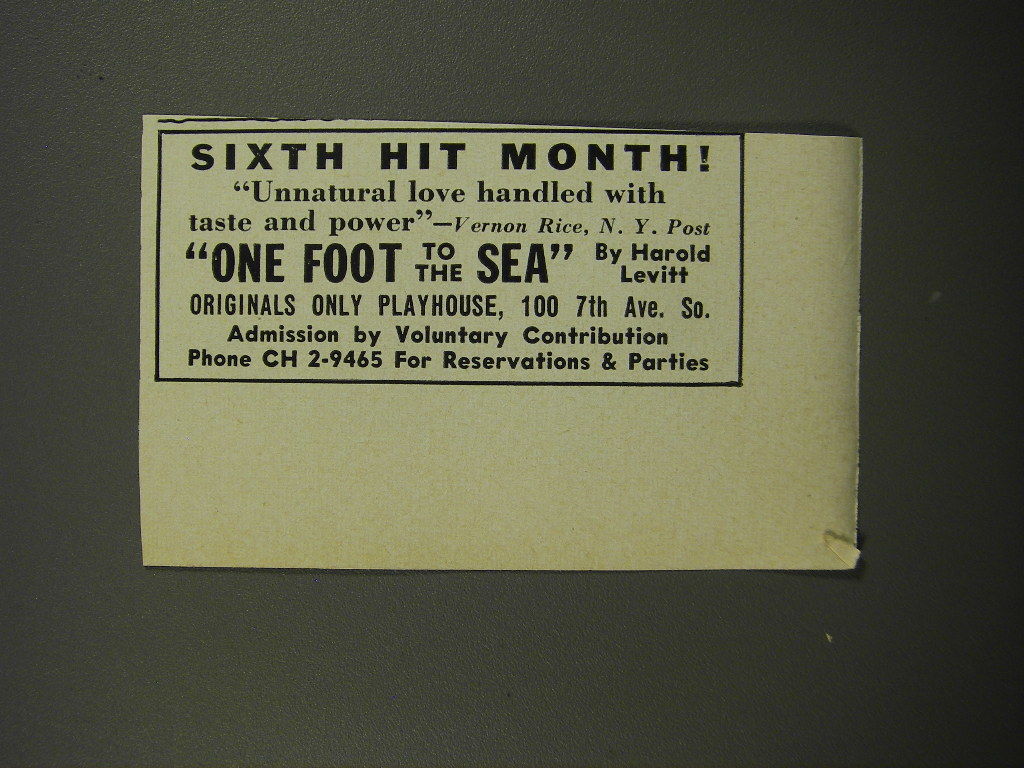 SIXTH HIT MONTH!
“Unnatural love handled with
taste and power”—Vernon Rice, N. Y. Post
“ONE FOOT TO THE SEA” By Harold Levitt
ORIGINALS ONLY PLAYHOUSE, 100 7th Ave. So.
Admission by Voluntary Contribution
Phone CH 2-9465 For Reservations & Parties